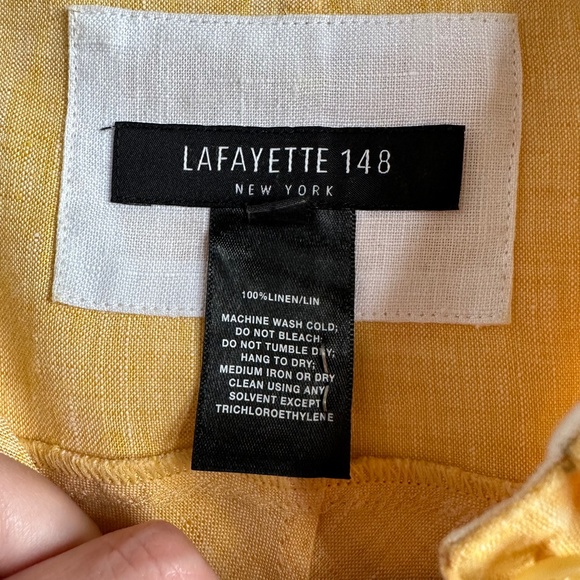 LAFAYETTE 148
NEW YORK
100%LINEN/LIN
MACHINE WASH COLD;
DO NOT BLEACH;
DO NOT TUMBLE DRY;
HANG TO DRY;
MEDIUM IRON OR DRY
CLEAN USING ANY
SOLVENT EXCEPT
TRICHLOROETHYLENE